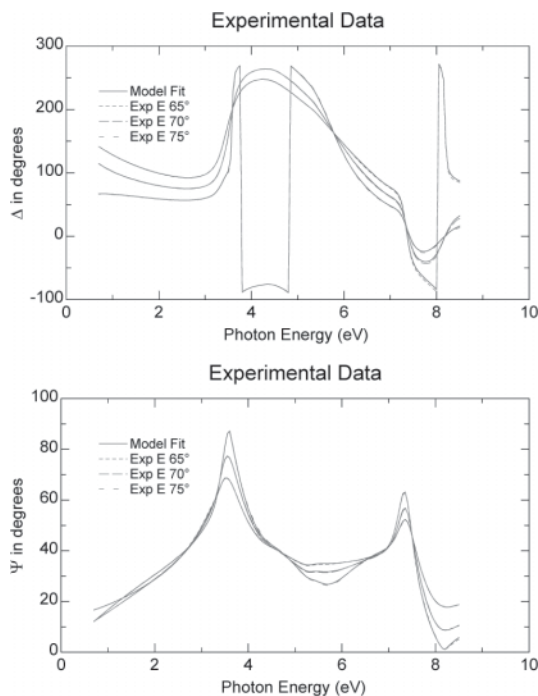 Experimental Data
300
200
100
0
-100
Δ in degrees
Model Fit
Exp E 65°
Exp E 70°
Exp E 75°
0 2 4 6 8 10
Photon Energy (eV)
Experimental Data
100
80
60
40
20
0
Ψ in degrees
Model Fit
Exp E 65°
Exp E 70°
Exp E 75°
0 2 4 6 8 10
Photon Energy (eV)